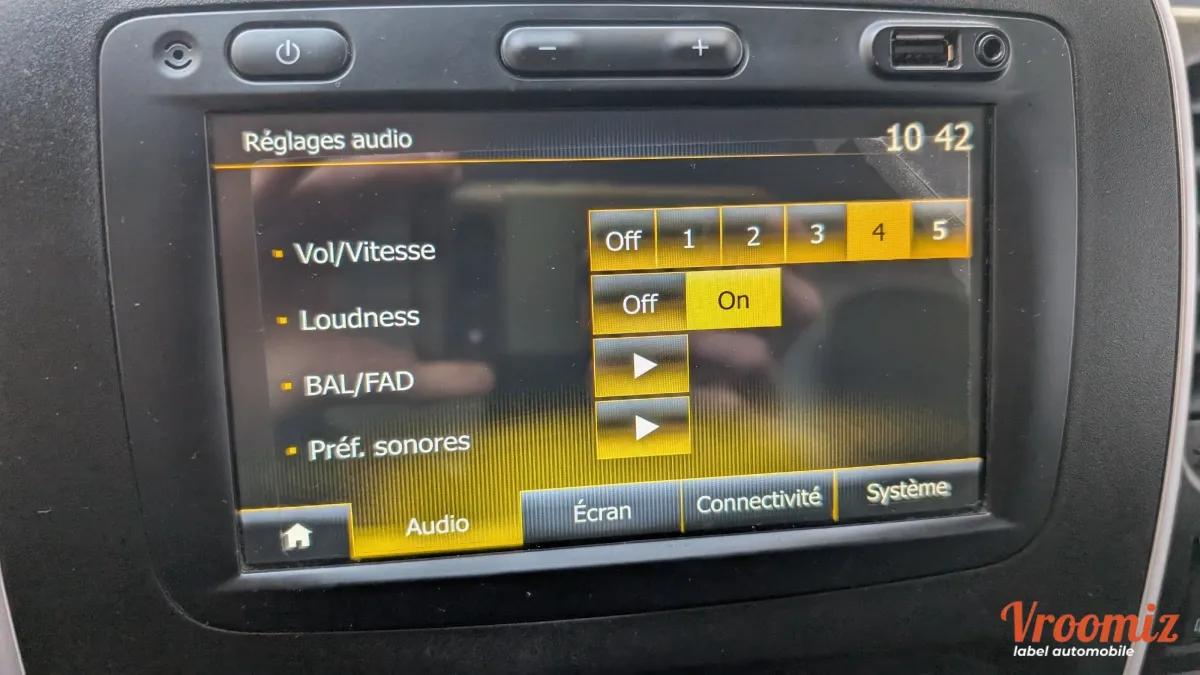 − +
Réglages audio 10 42
Vol/Vitesse Off 1 2 3 4 5
Loudness Off On
BAL/FAD
Préf. sonores
Audio Écran Connectivité Système
Vroomiz
label automobile